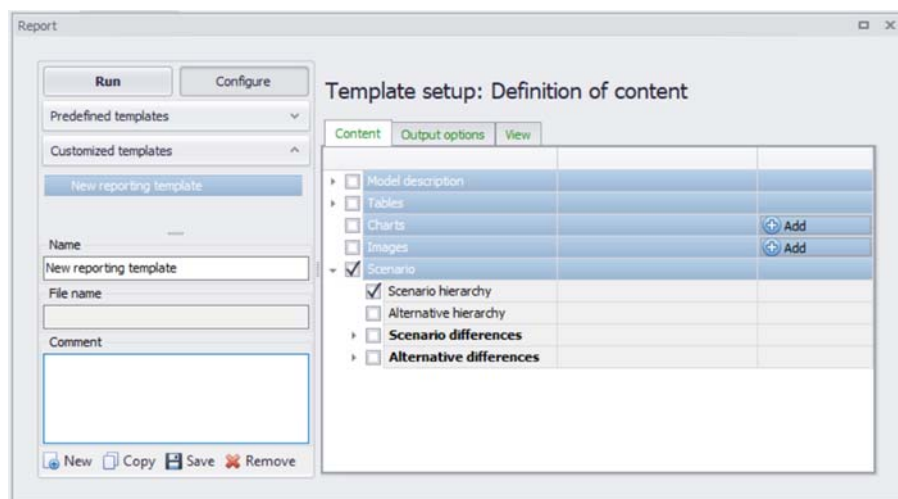 Report
Run
Configure
Predefined templates
Customized templates
New reporting template
Name
New reporting template
File name
Comment
New
Copy
Save
Remove
Template setup: Definition of content
Content
Output options
View
Model description
Tables
Charts
Add
Images
Add
Scenario
Scenario hierarchy
Alternative hierarchy
Scenario differences
Alternative differences